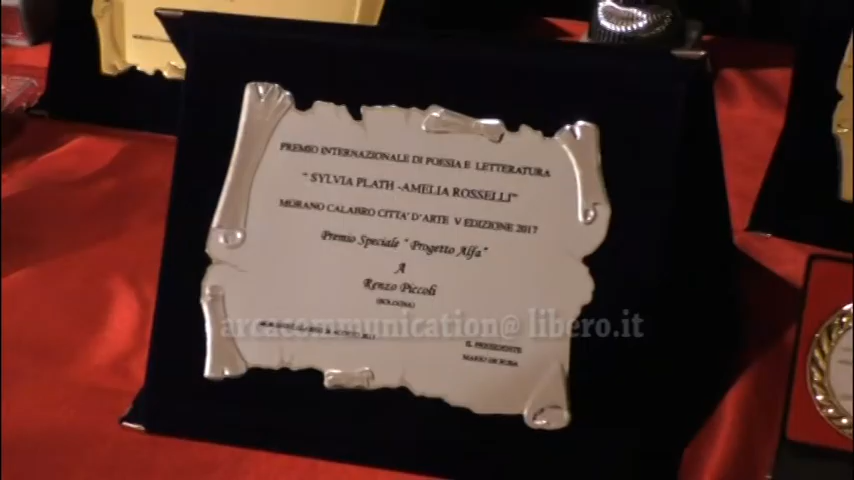 PREMIO INTERNAZIONALE DI POESIA E LETTERATURA
"SYLVIA PLATH -AMELIA ROSSELLI"
MORANO CALABRO CITTA' D'ARTE V EDIZIONE 2017
Premio Speciale "Progetto Alfa"
A
Renzo Piccoli
(BOLOGNA)
IL PRESIDENTE
MARIO DE ROSA
arcacommunication@libero.it